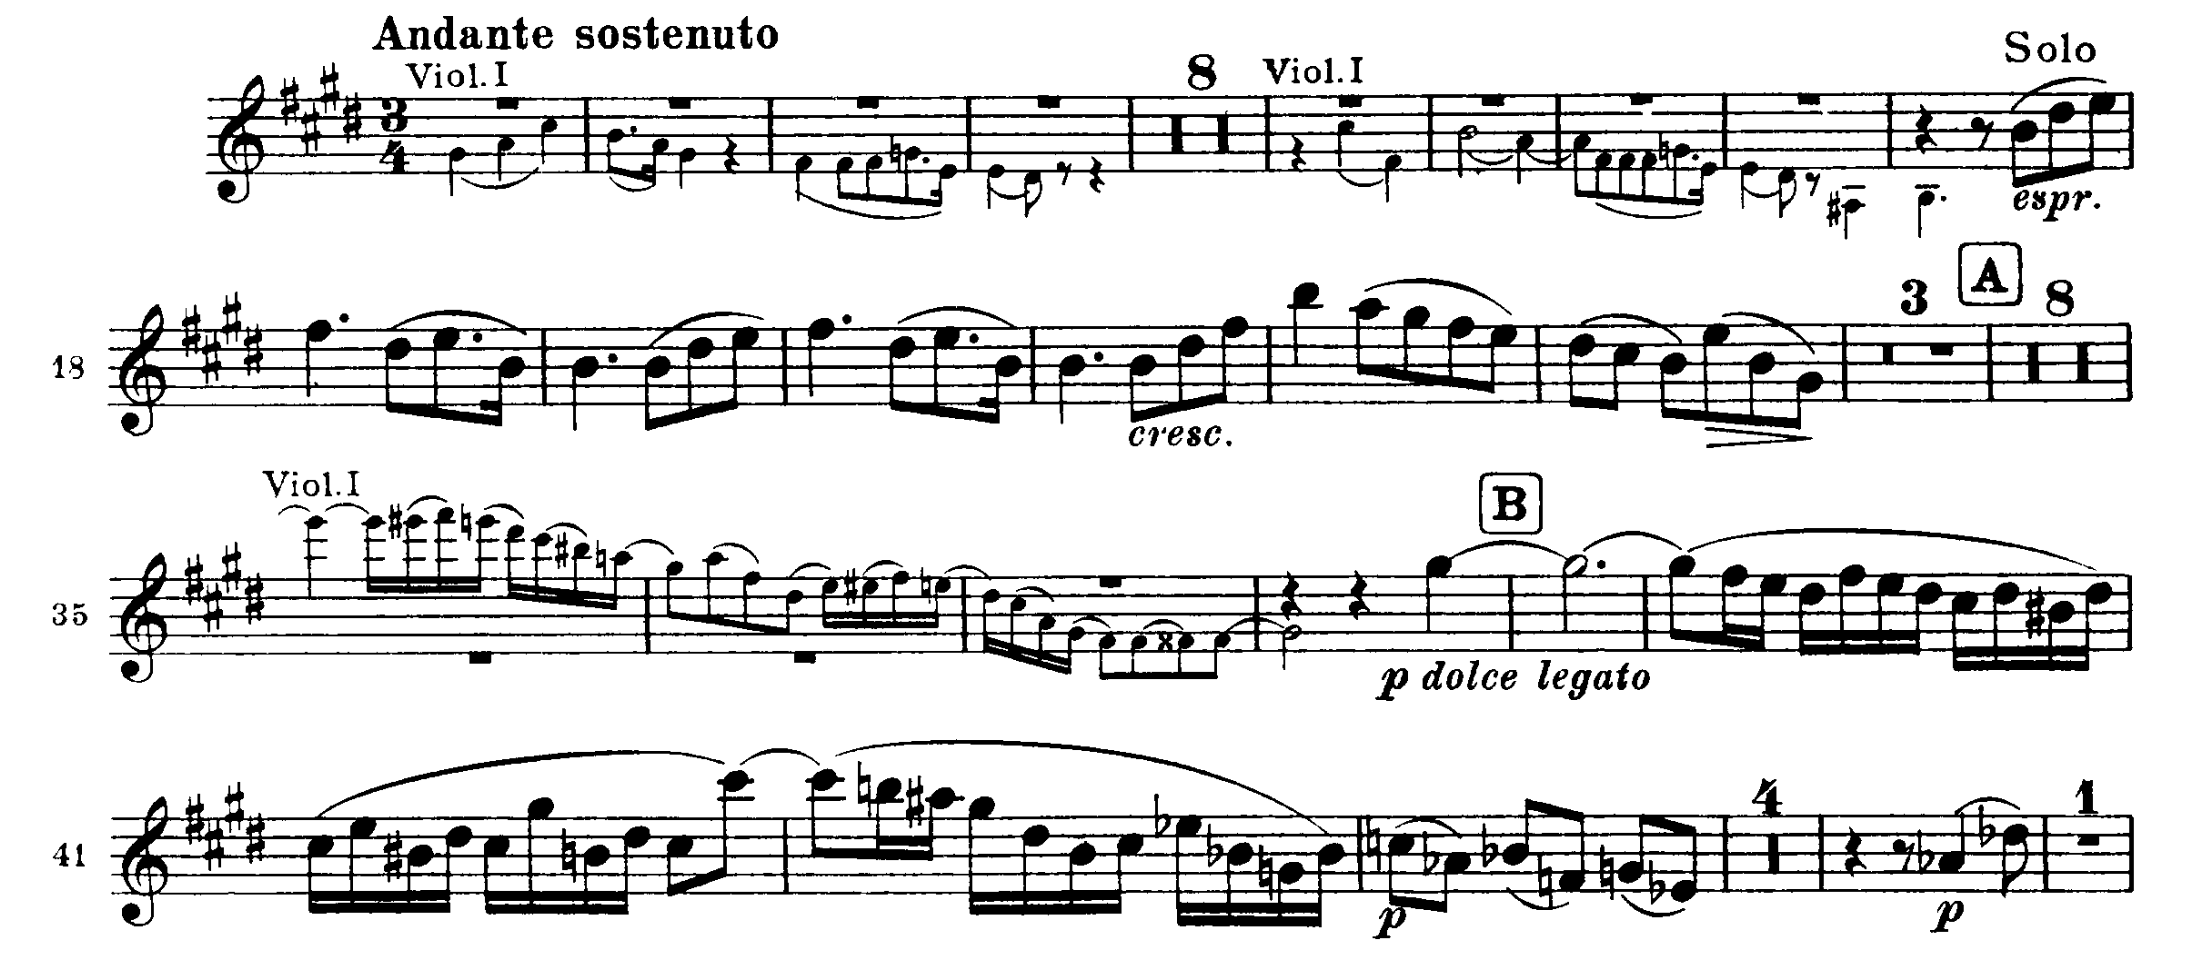 Andante sostenuto
Viol. I 8 Viol. I Solo
3
4
espr.
A
3 8
18
cresc.
Viol. I
B
35
p dolce legato
4 1
41
p p